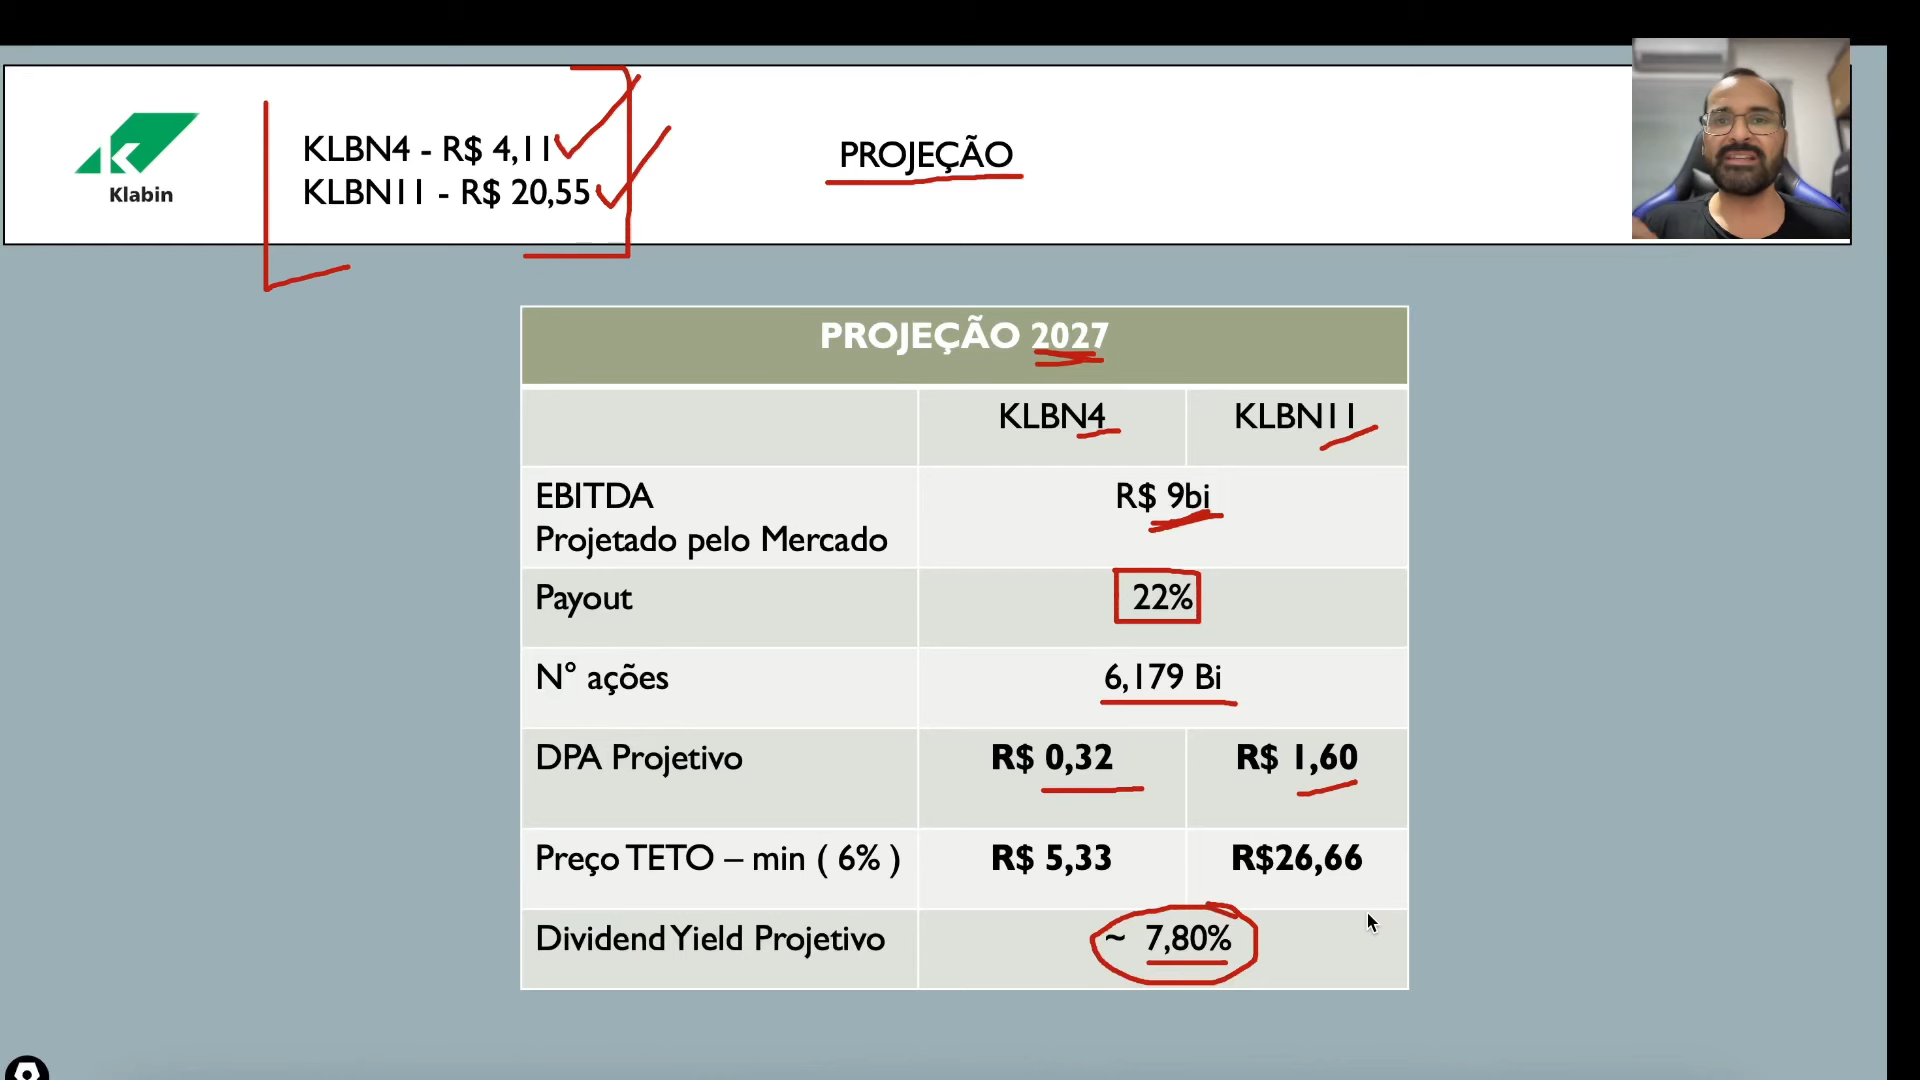 Klabin
KLBN4 - R$ 4,11
KLBN11 - R$ 20,55
PROJEÇÃO
PROJEÇÃO 2027
KLBN4 KLBN11
EBITDA
Projetado pelo Mercado
R$ 9bi
Payout 22%
N° ações 6,179 Bi
DPA Projetivo R$ 0,32 R$ 1,60
Preço TETO – min ( 6% ) R$ 5,33 R$26,66
Dividend Yield Projetivo ~ 7,80%